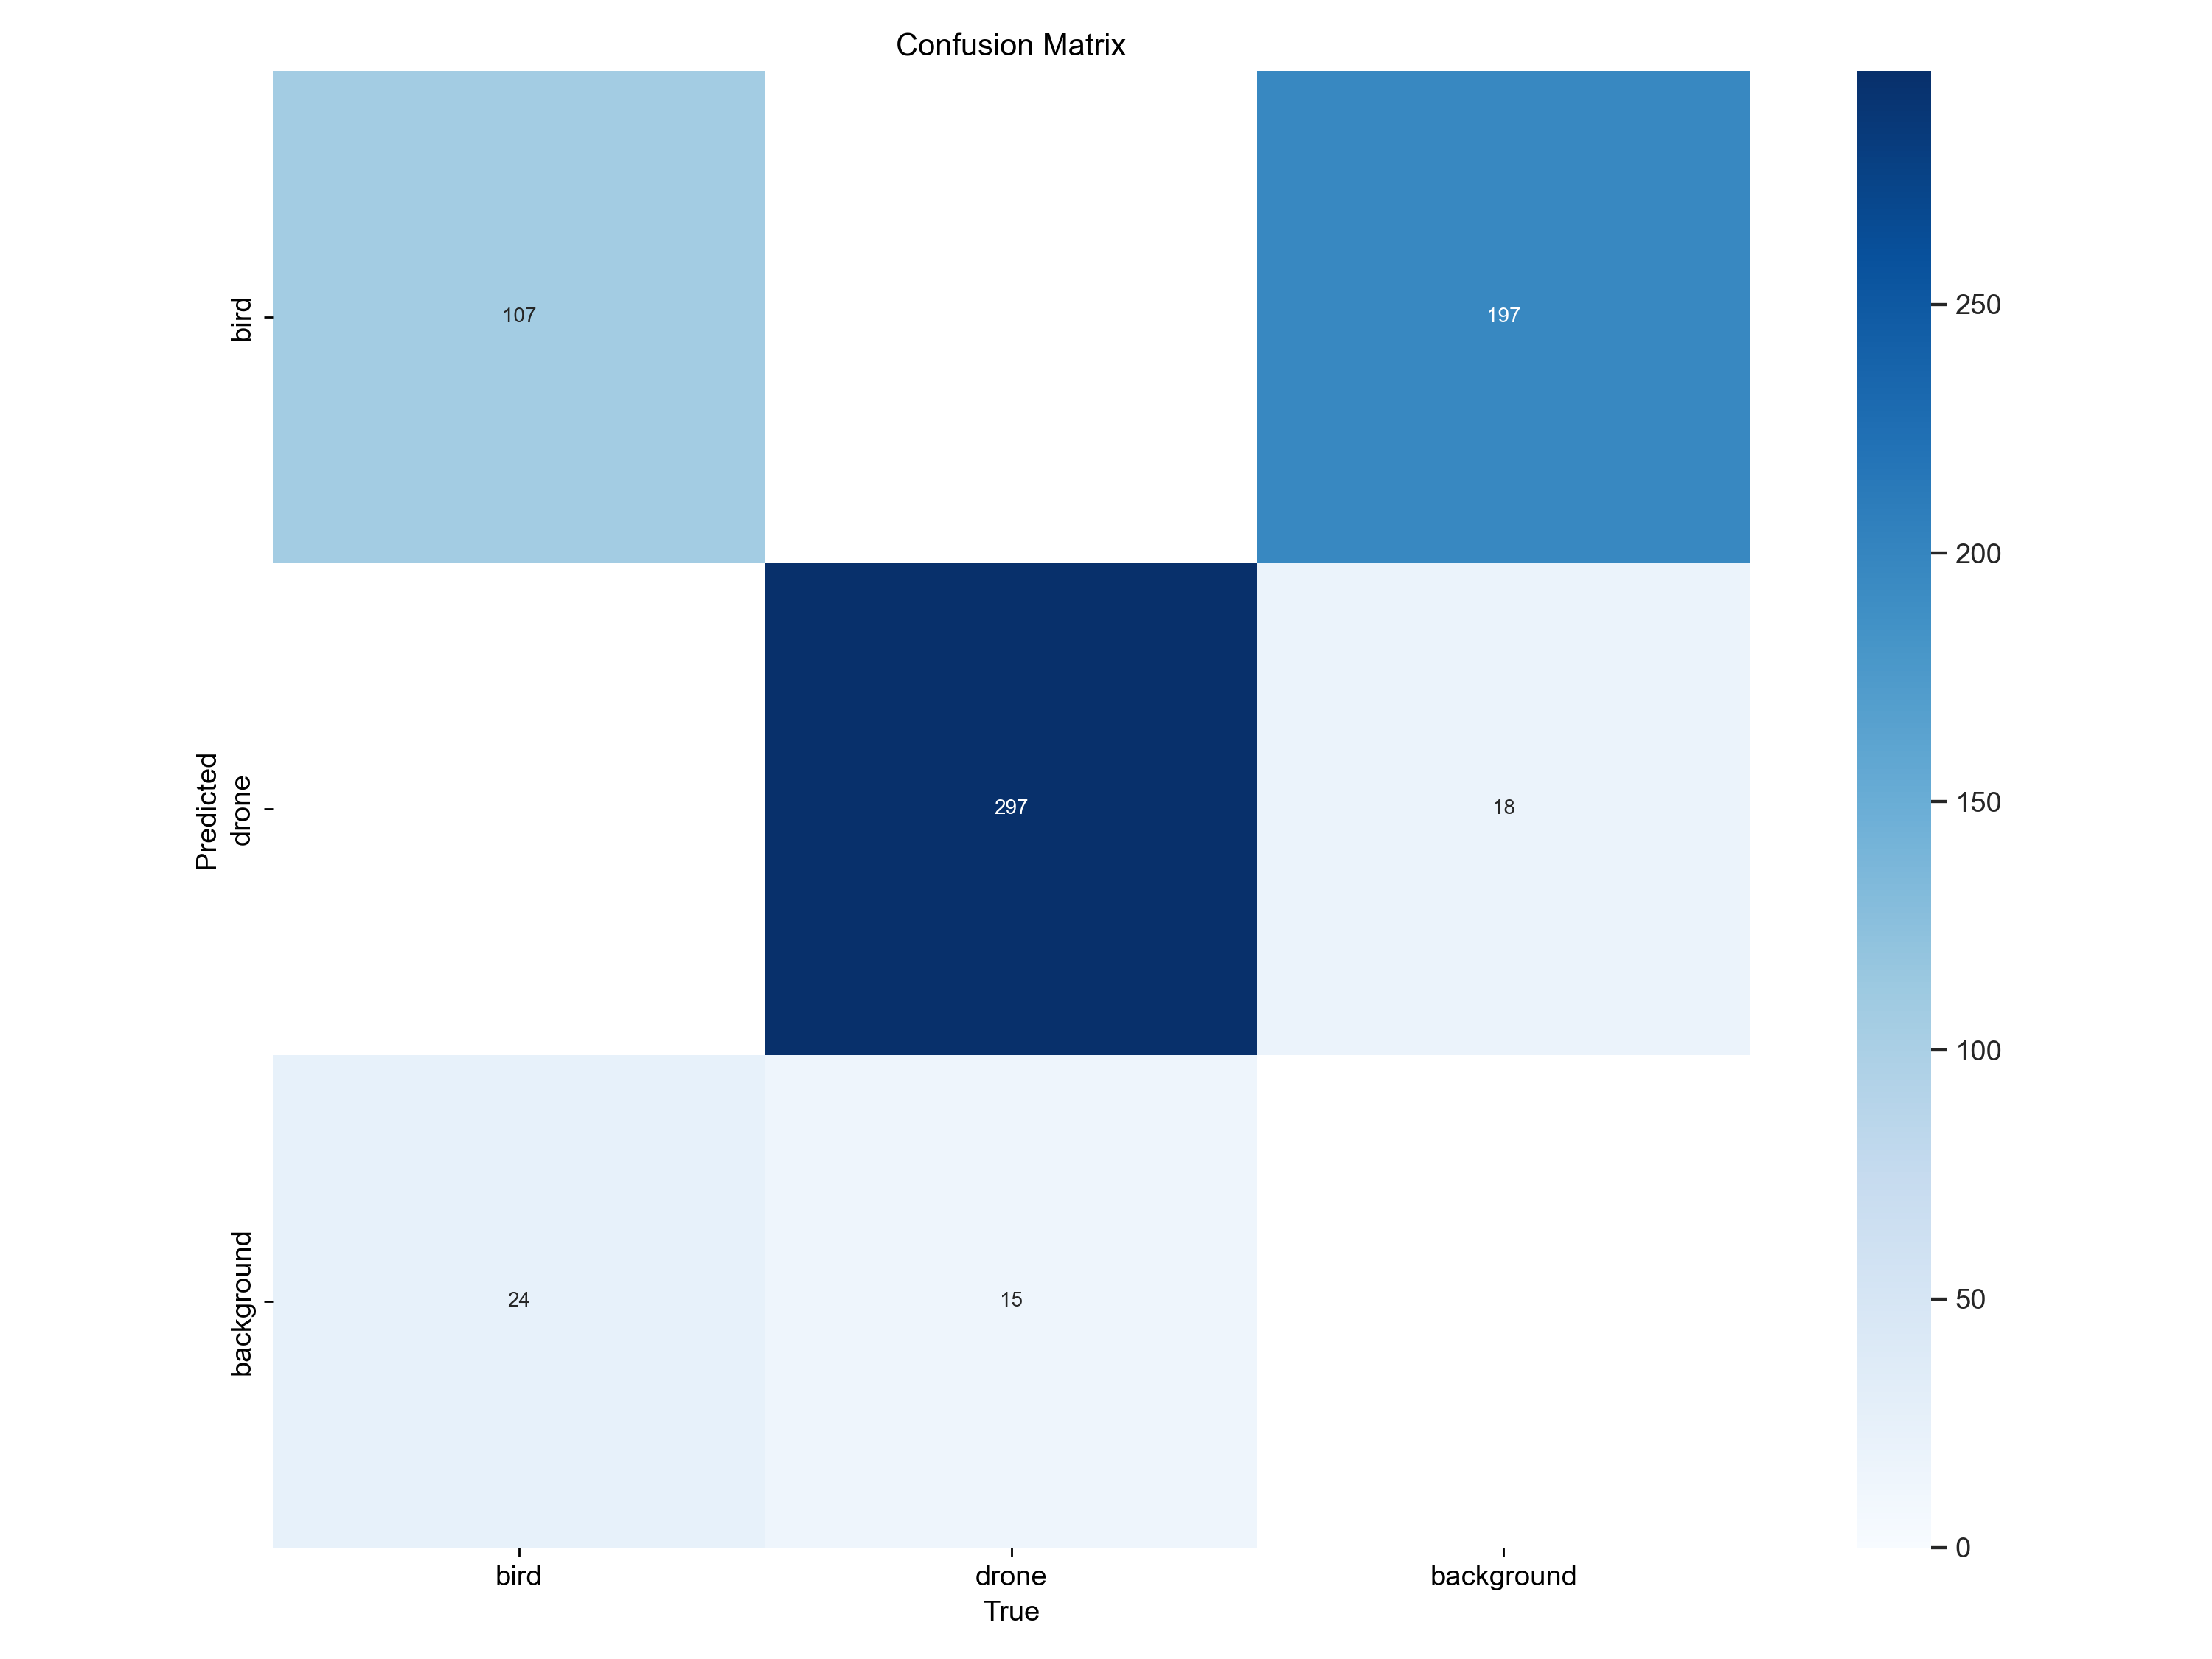 Confusion Matrix
bird
107
197
250
200
Predicted
drone
297
18
150
100
background
24
15
50
0
bird
drone
background
True